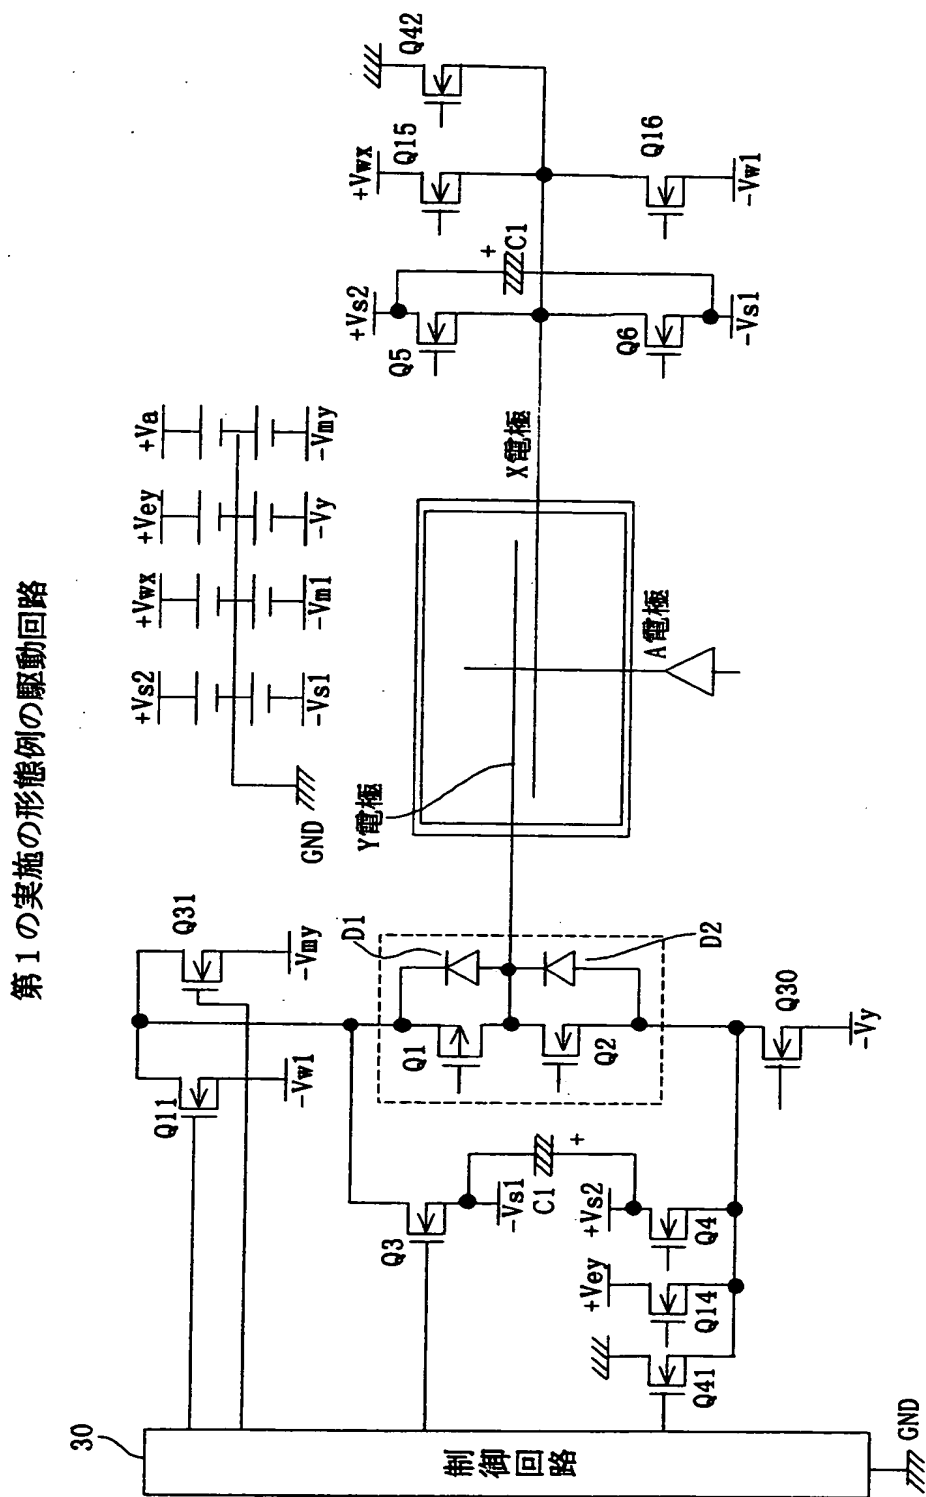 第１の実施の形態例の駆動回路
30
制御回路
GND
Q11
-Vw1
Q31
-Vmy
Q3
-Vs1
C1
+
+Vs2
Q4
+Vey
Q14
Q41
Q1
Q2
D1
D2
Q30
-Vy
GND
+Vs2
-Vs1
+Vwx
-Vm1
+Vey
-Vy
+Va
-Vmy
Y電極
X電極
A電極
+Vs2
Q5
Q6
-Vs1
+
C1
+Vwx
Q15
Q42
Q16
-Vw1